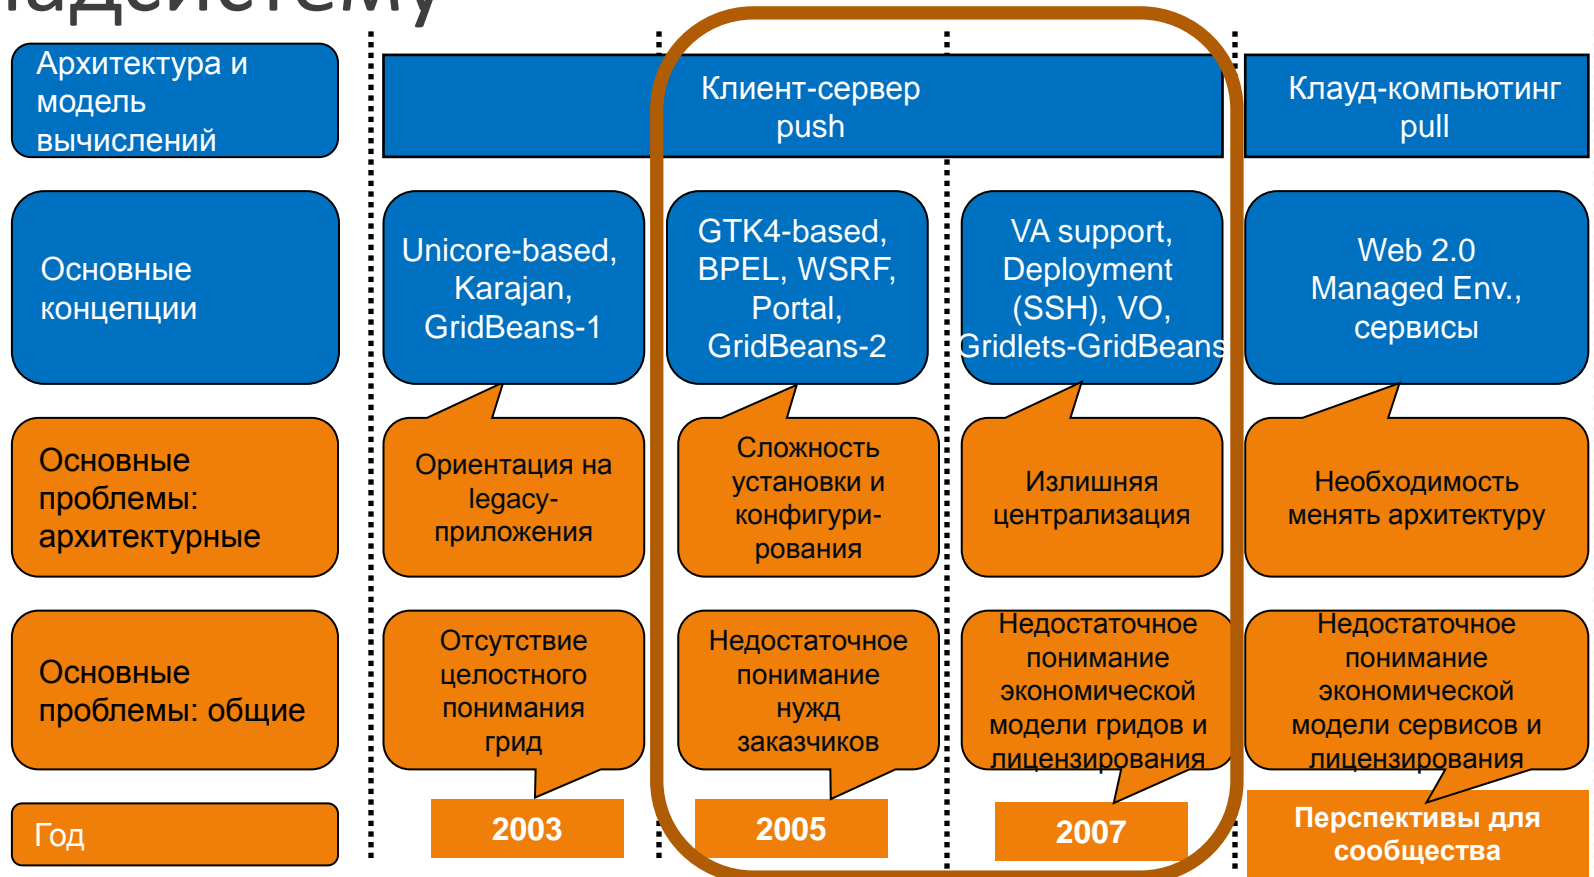 надсистему
Архитектура и
модель
вычислений
Клиент-сервер
push
Клауд-компьютинг
pull
Основные
концепции
Unicore-based,
Karajan,
GridBeans-1
GTK4-based,
BPEL, WSRF,
Portal,
GridBeans-2
VA support,
Deployment
(SSH), VO,
Gridlets-GridBeans
Web 2.0
Managed Env.,
сервисы
Основные
проблемы:
архитектурные
Ориентация на
legacy-
приложения
Сложность
установки и
конфигури-
рования
Излишняя
централизация
Необходимость
менять архитектуру
Основные
проблемы: общие
Отсутствие
целостного
понимания
грид
Недостаточное
понимание
нужд
заказчиков
Недостаточное
понимание
экономической
модели гридов и
лицензирования
Недостаточное
понимание
экономической
модели сервисов и
лицензирования
Год
2003
2005
2007
Перспективы для
сообщества